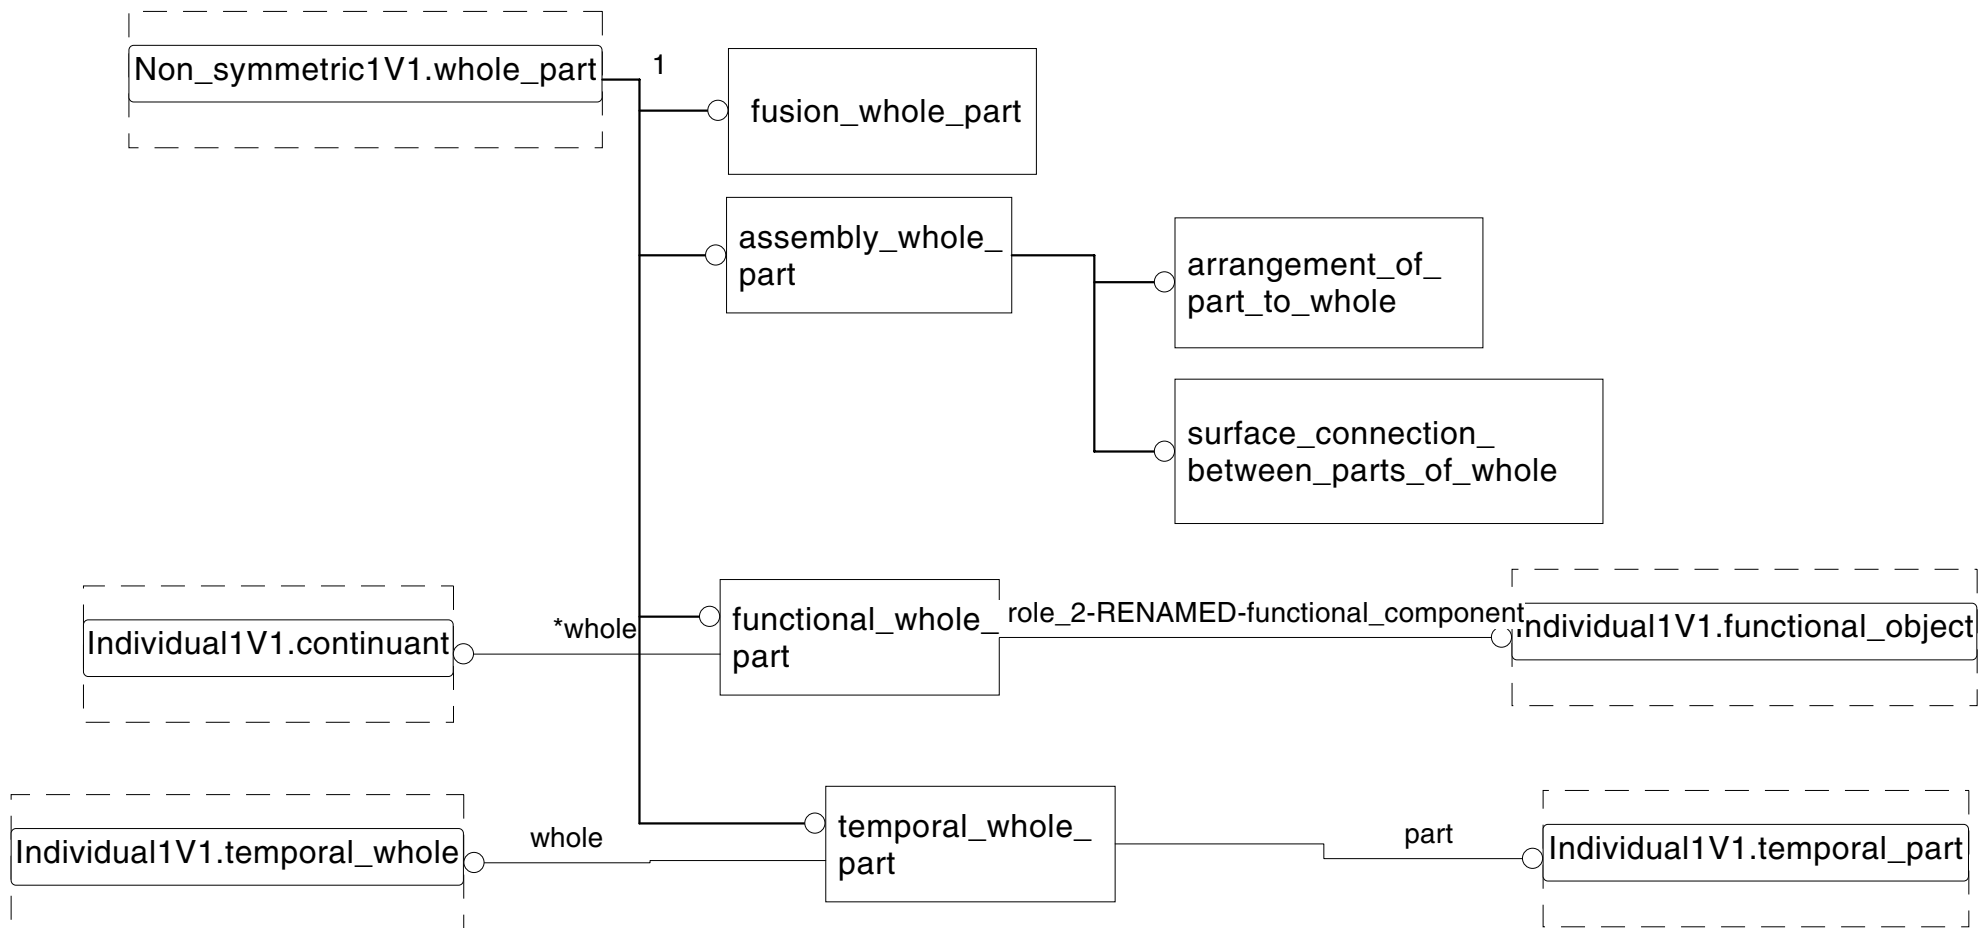 Non_symmetric1V1.whole_part
1
fusion_whole_part
assembly_whole_
part
arrangement_of_
part_to_whole
surface_connection_
between_parts_of_whole
Individual1V1.continuant
*whole
functional_whole_
part
role_2-RENAMED-functional_component
Individual1V1.functional_object
Individual1V1.temporal_whole
whole
temporal_whole_
part
part
Individual1V1.temporal_part